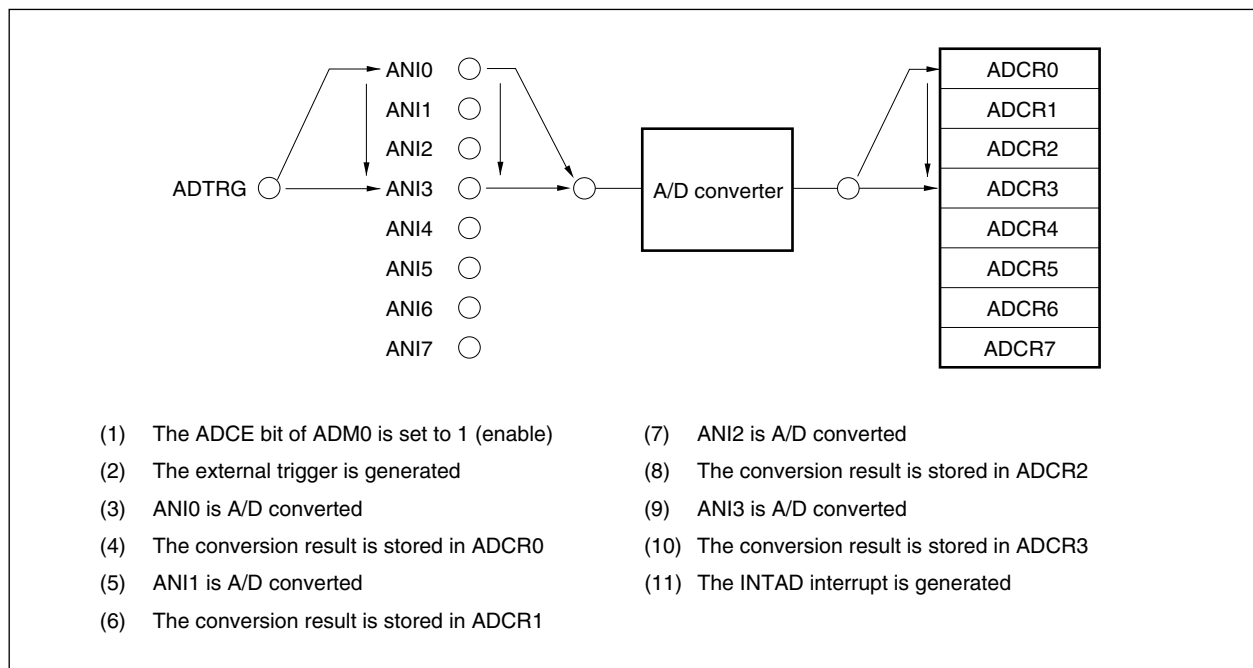 ANI0
ADCR0
ANI1
ADCR1
ANI2
ADCR2
ADTRG
ANI3
A/D converter
ADCR3
ANI4
ADCR4
ANI5
ADCR5
ANI6
ADCR6
ANI7
ADCR7
(1) The ADCE bit of ADM0 is set to 1 (enable)
(2) The external trigger is generated
(3) ANI0 is A/D converted
(4) The conversion result is stored in ADCR0
(5) ANI1 is A/D converted
(6) The conversion result is stored in ADCR1
(7) ANI2 is A/D converted
(8) The conversion result is stored in ADCR2
(9) ANI3 is A/D converted
(10) The conversion result is stored in ADCR3
(11) The INTAD interrupt is generated